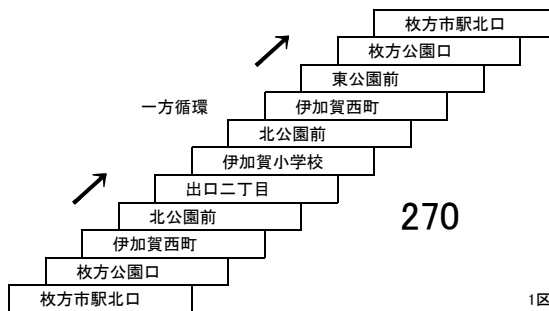 枚方市駅北口
枚方公園口
東公園前
一方循環
伊加賀西町
北公園前
伊加賀小学校
出口二丁目
北公園前
270
伊加賀西町
枚方公園口
枚方市駅北口
1区